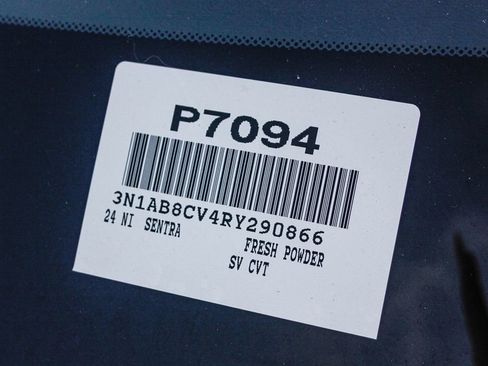 P7094
3N1AB8CV4RY290866
24 NI SENTRA
FRESH POWDER
SV CVT